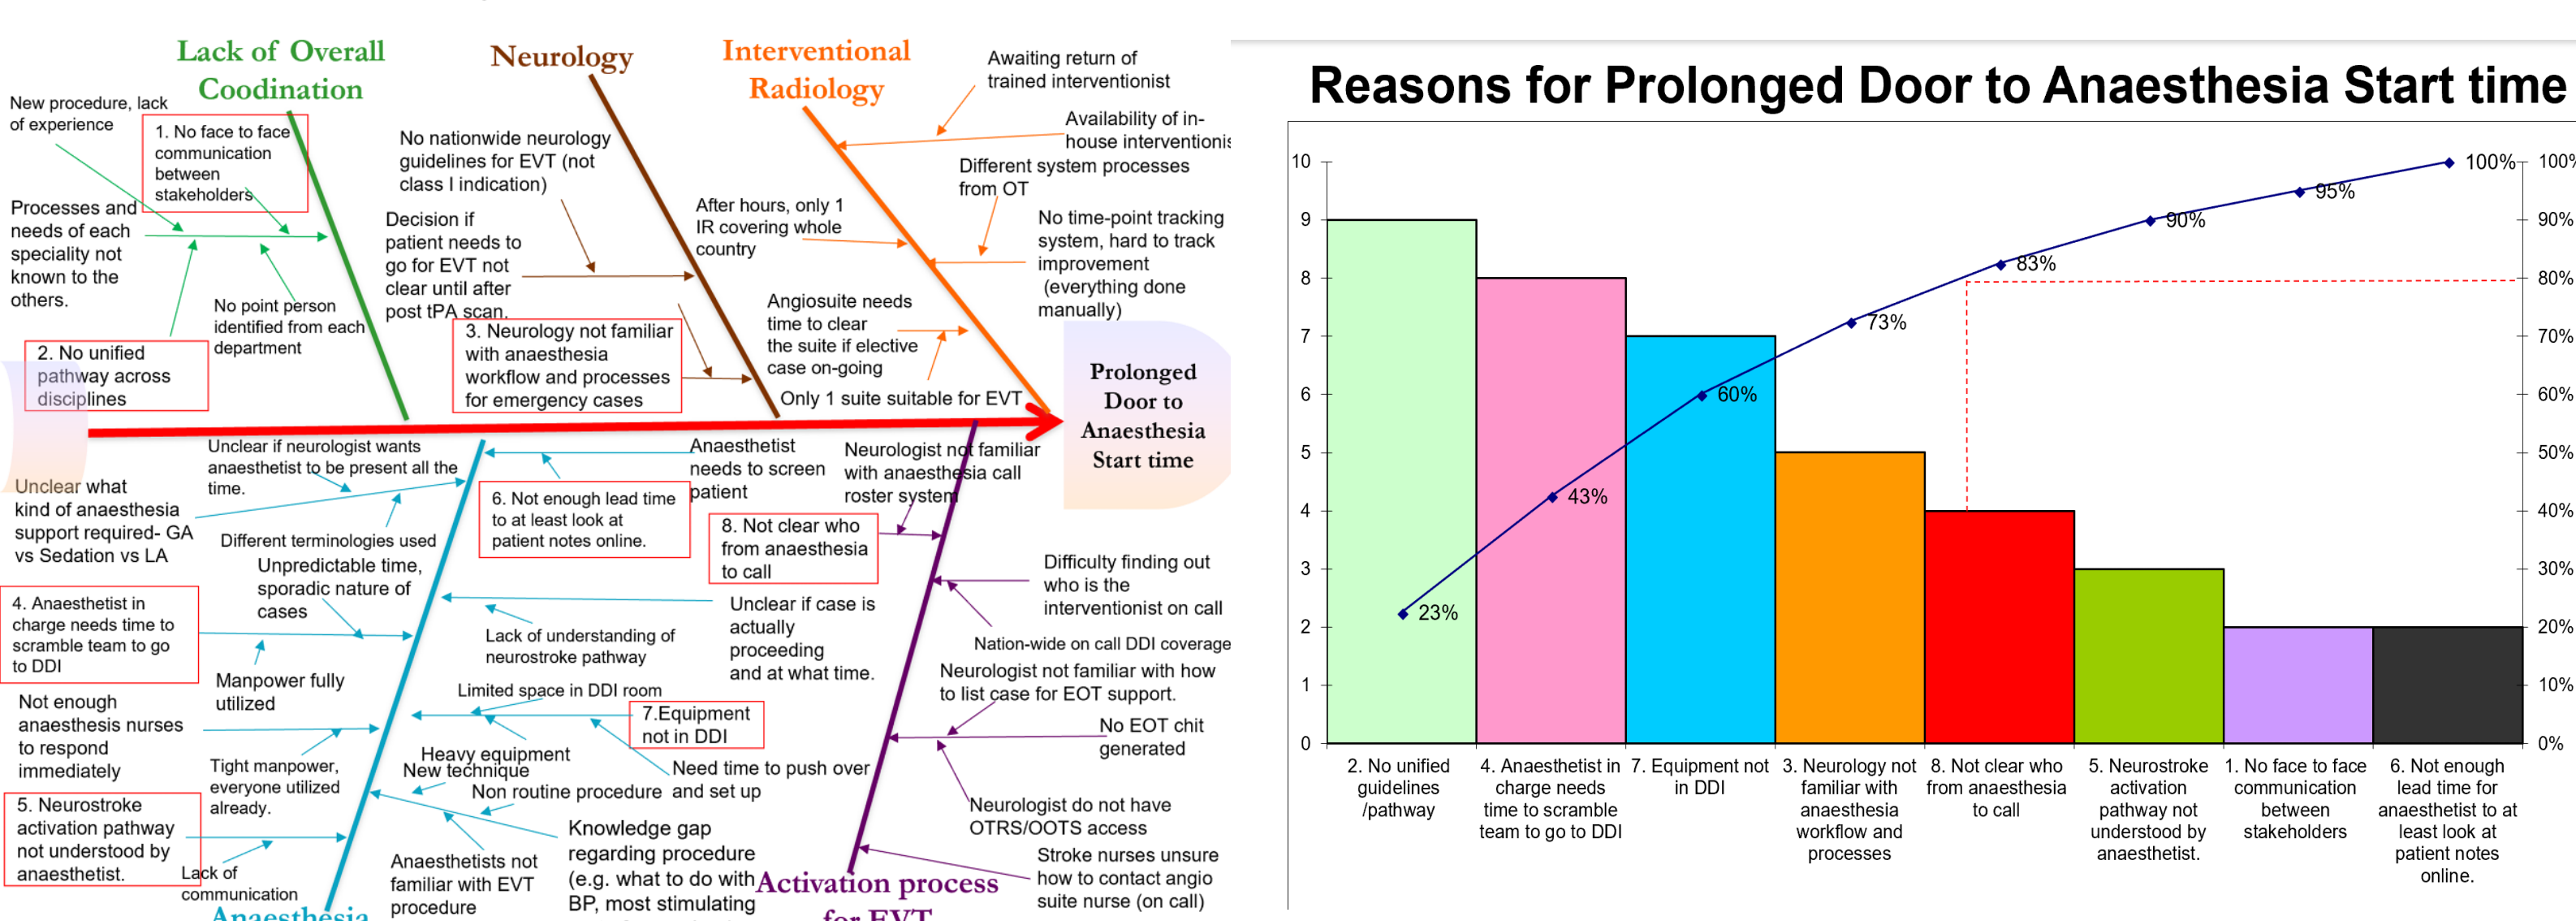 Lack of Overall
Coodination
Neurology
Interventional
Radiology
New procedure, lack
of experience
1. No face to face
communication
between
stakeholders
Processes and
needs of each
speciality not
known to the
others.
No point person
identified from each
department
2. No unified
pathway across
disciplines
No nationwide neurology
guidelines for EVT (not
class I indication)
Decision if
patient needs to
go for EVT not
clear until after
post tPA scan.
3. Neurology not familiar
with anaesthesia
workflow and processes
for emergency cases
Awaiting return of
trained interventionist
Availability of in-
house
Different system processes
from OT
After hours, only 1
IR covering whole
country
No time-point tracking
system, hard to track
improvement
(everything done
manually)
Angiosuite needs
time to clear
the suite if elective
case on-going
Only 1 suite suitable for EVT
Prolonged
Door to
Anaesthesia
Start time
Unclear if neurologist wants
anaesthetist to be present all the
time.
Unclear what
kind of anaesthesia
support required- GA
vs Sedation vs LA
Different terminologies used
Anaesthetist
needs to screen
patient
6. Not enough lead time
to at least look at
patient notes online.
Unpredictable time,
sporadic nature of
cases
4. Anaesthetist in
charge needs time to
scramble team to go
to DDI
Manpower fully
utilized
Unclear if case is
actually
proceeding
and at what time.
Lack of understanding of
neurostroke pathway
Not enough
anaesthesis nurses
to respond
immediately
Tight manpower,
everyone utilized
already.
Limited space in DDI room
7.Equipment
not in DDI
Heavy equipment
Need time to push over
and set up
New technique
Non routine procedure
5. Neurostroke
activation pathway
not understood by
anaesthetist.
Lack of
communication
Anaesthetists not
familiar with EVT
procedure
Knowledge gap
regarding procedure
(e.g. what to do with
BP, most stimulating
Anaesthesia
Neurologist not familiar
with anaesthesia call
roster system
8. Not clear who
from anaesthesia
to call
Difficulty finding out
who is the
interventionist on call
Nation-wide on call DDI coverage
Neurologist not familiar with how
to list case for EOT support.
No EOT chit
generated
Neurologist do not have
OTRS/OOTS access
Stroke nurses unsure
how to contact angio
suite nurse (on call)
Activation process
for EVT
Reasons for Prolonged Door to Anaesthesia Start time
10
9
8
7
6
5
4
3
2
1
0
23%
43%
60%
73%
83%
90%
95%
100%
100%
90%
80%
70%
60%
50%
40%
30%
20%
10%
0%
2. No unified
guidelines
/pathway
4. Anaesthetist in
charge needs
time to scramble
team to go to DDI
7. Equipment not
in DDI
3. Neurology not
familiar with
anaesthesia
workflow and
processes
8. Not clear who
from anaesthesia
to call
5. Neurostroke
activation
pathway not
understood by
anaesthetist.
1. No face to face
communication
between
stakeholders
6. Not enough
lead time for
anaesthetist to at
least look at
patient notes
online.